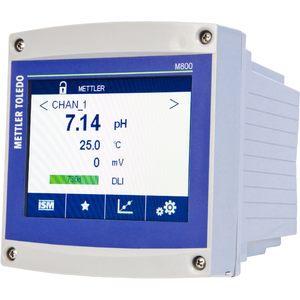 METTLER TOLEDO
M800
METTLER
< CHAN_1 >
7.14 pH
25.0 °C
0 mV
DLI
ISM